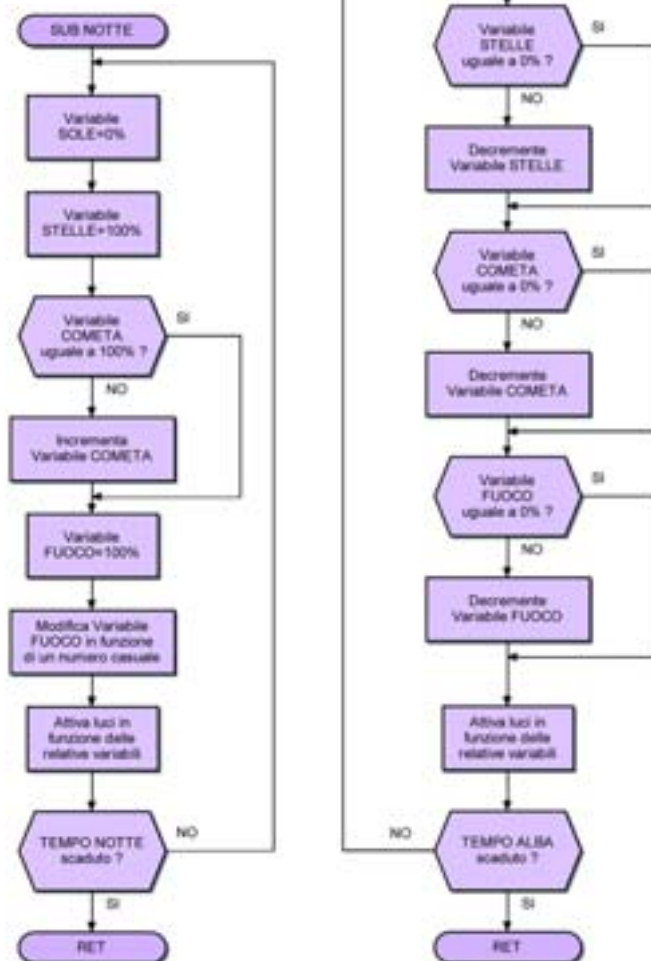 SUB NOTTE
Variabile
SOLE=0%
Variabile
STELLE=100%
Variabile
COMETA
uguale a 100% ?
SI
NO
Incrementa
Variabile COMETA
Variabile
FUOCO=100%
Modifica Variabile
FUOCO in funzione
di un numero casuale
Attiva luci in
funzione delle
relative variabili
TEMPO NOTTE
scaduto ?
NO
SI
RET
Variabile
STELLE
uguale a 0% ?
SI
NO
Decremente
Variabile STELLE
Variabile
COMETA
uguale a 0% ?
SI
NO
Decremente
Variabile COMETA
Variabile
FUOCO
uguale a 0% ?
SI
NO
Decremente
Variabile FUOCO
Attiva luci in
funzione delle
relative variabili
NO
TEMPO ALBA
scaduto ?
SI
RET